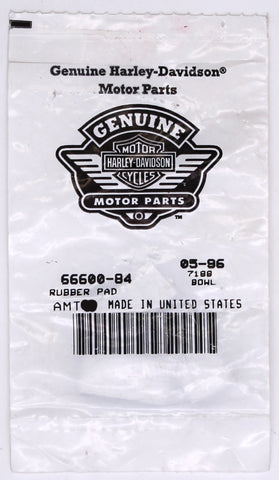 Genuine Harley-Davidson®
Motor Parts
GENUINE
MOTOR
HARLEY-DAVIDSON
CYCLES
MOTOR PARTS
™
66600-84 05-96
RUBBER PAD 7188
BOWL
AMT MADE IN UNITED STATES